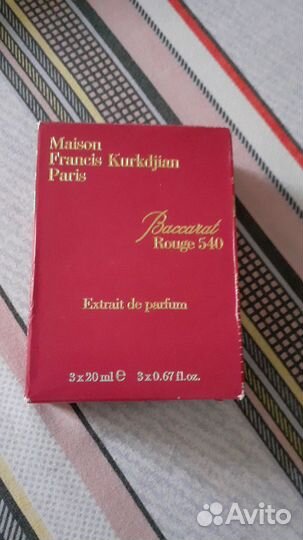 Maison
Francis Kurkdjian
Paris
Baccarat
Rouge 540
Extrait de parfum
3 x 20 ml ℮ 3 x 0.67 fl.oz.
Avito